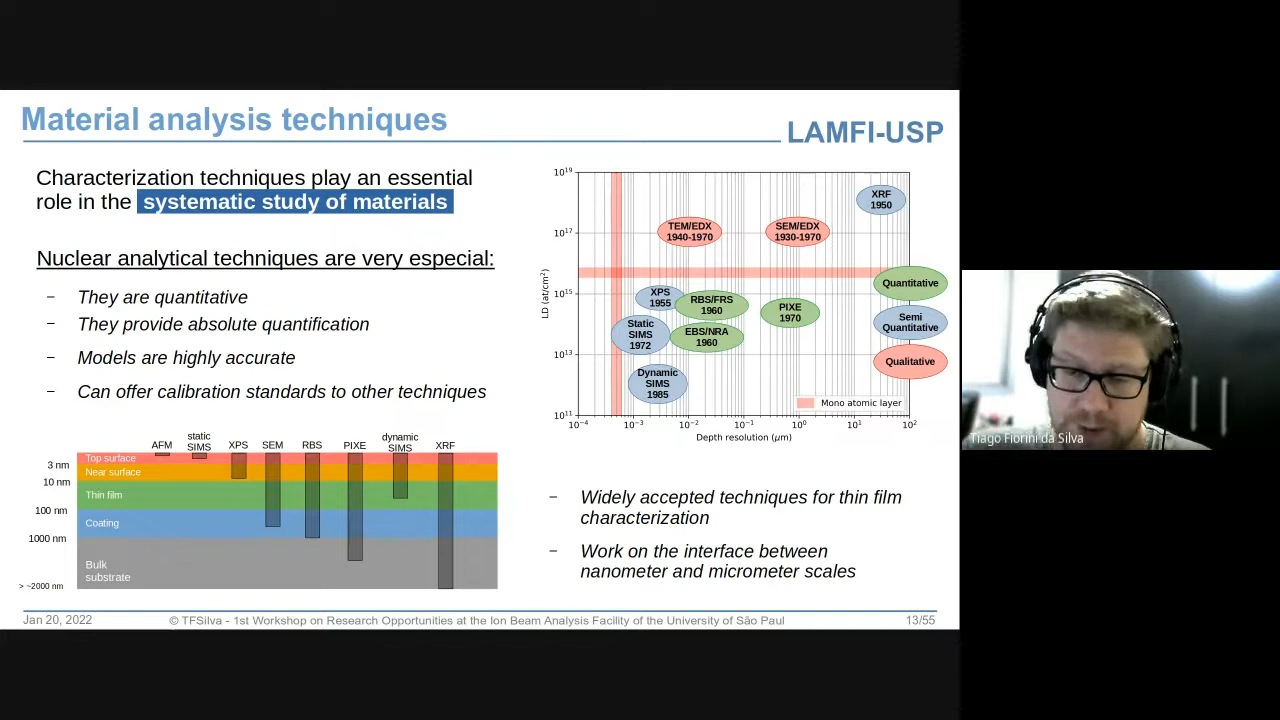 Material analysis techniques
LAMFI-USP
Characterization techniques play an essential
role in the systematic study of materials
Nuclear analytical techniques are very especial:
– They are quantitative
– They provide absolute quantification
– Models are highly accurate
– Can offer calibration standards to other techniques
AFM
static
SIMS
XPS
SEM
RBS
PIXE
dynamic
SIMS
XRF
Top surface
3 nm
Near surface
10 nm
Thin film
100 nm
Coating
1000 nm
Bulk
substrate
> ~2000 nm
10¹⁹
10¹⁷
10¹⁵
10¹³
10¹¹
LD (at/cm²)
XRF
1950
TEM/EDX
1940-1970
SEM/EDX
1930-1970
XPS
1955
RBS/FRS
1960
PIXE
1970
Static
SIMS
1972
EBS/NRA
1960
Dynamic
SIMS
1985
Quantitative
Semi
Quantitative
Qualitative
Mono atomic layer
10⁻⁴ 10⁻³ 10⁻² 10⁻¹ 10⁰ 10¹ 10²
Depth resolution (μm)
– Widely accepted techniques for thin film
characterization
– Work on the interface between
nanometer and micrometer scales
Jan 20, 2022
© TFSilva - 1st Workshop on Research Opportunities at the Ion Beam Analysis Facility of the University of São Paul
13/55
Tiago Fiorini da Silva